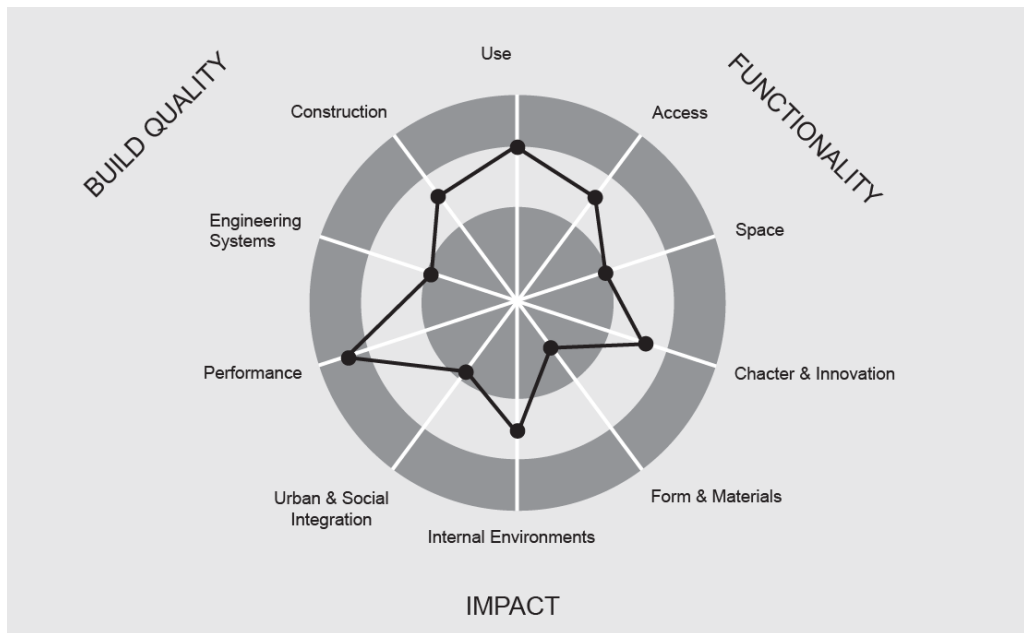 Use
BUILD QUALITY
FUNCTIONALITY
Construction
Access
Engineering
Systems
Space
Performance
Chacter & Innovation
Urban & Social
Integration
Form & Materials
Internal Environments
IMPACT